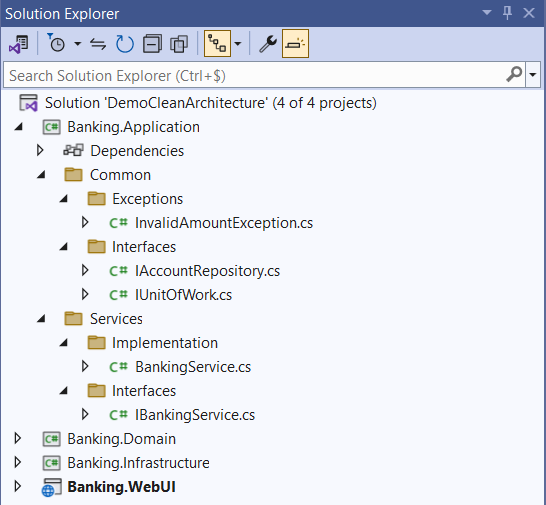 Solution Explorer
Search Solution Explorer (Ctrl+$)
Solution 'DemoCleanArchitecture' (4 of 4 projects)
Banking.Application
Dependencies
Common
Exceptions
C# InvalidAmountException.cs
Interfaces
C# IAccountRepository.cs
C# IUnitOfWork.cs
Services
Implementation
C# BankingService.cs
Interfaces
C# IBankingService.cs
C# Banking.Domain
C# Banking.Infrastructure
Banking.WebUI